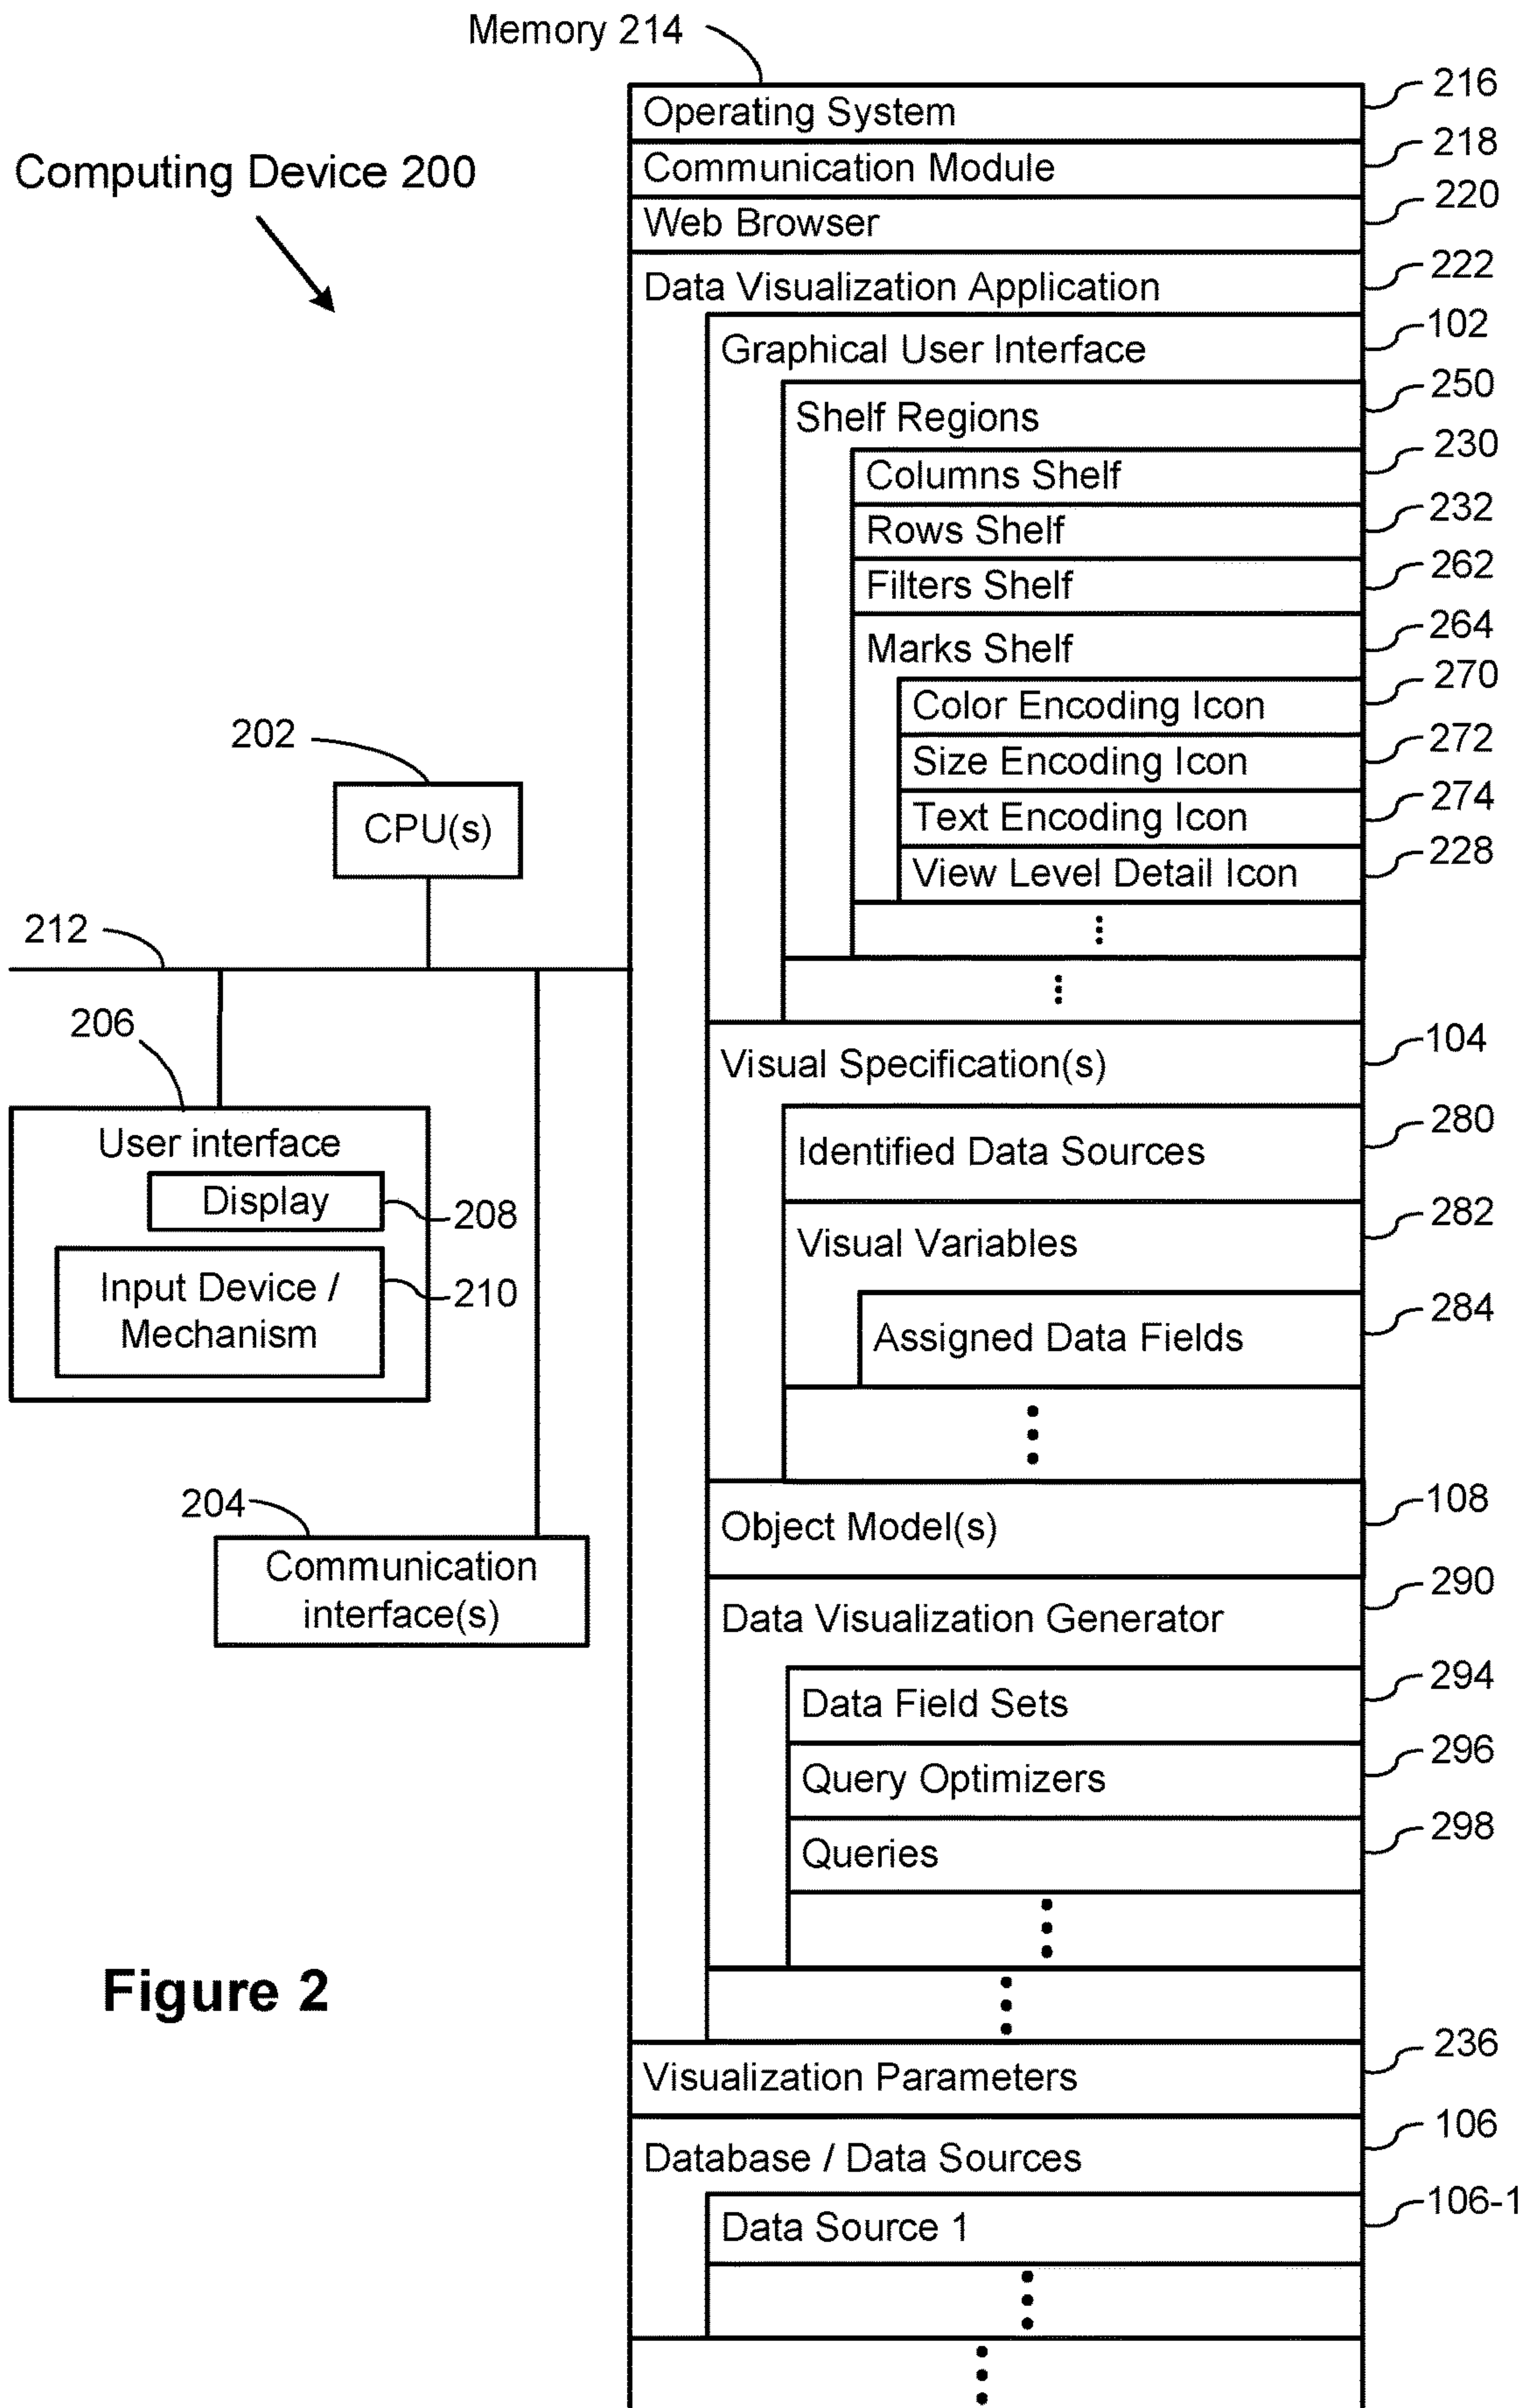 Memory 214
Computing Device 200
Operating System 216
Communication Module 218
Web Browser 220
Data Visualization Application 222
Graphical User Interface 102
Shelf Regions 250
Columns Shelf 230
Rows Shelf 232
Filters Shelf 262
Marks Shelf 264
Color Encoding Icon 270
Size Encoding Icon 272
Text Encoding Icon 274
View Level Detail Icon 228
202
CPU(s)
212
206
User interface
Display 208
Input Device /
Mechanism
210
204
Communication
interface(s)
Visual Specification(s) 104
Identified Data Sources 280
Visual Variables 282
Assigned Data Fields 284
Object Model(s) 108
Data Visualization Generator 290
Data Field Sets 294
Query Optimizers 296
Queries 298
Visualization Parameters 236
Database / Data Sources 106
Data Source 1 106-1
Figure 2